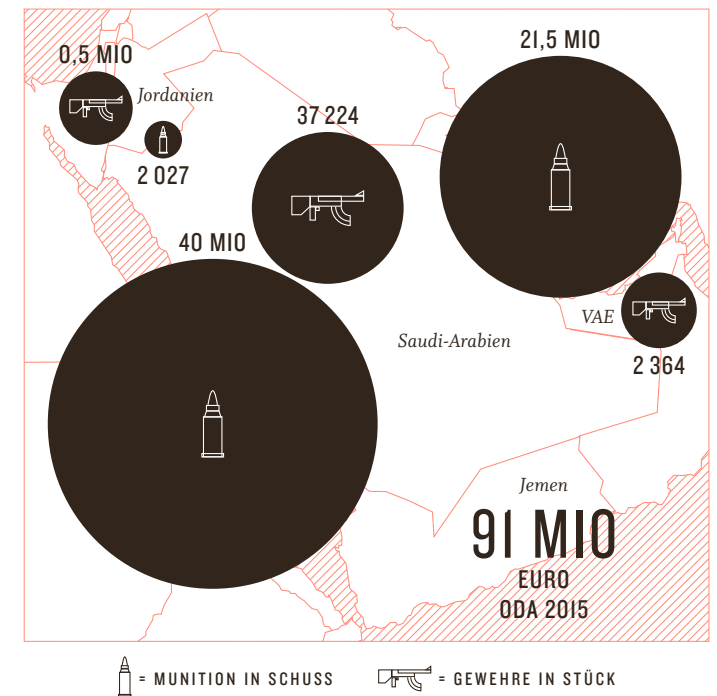 21,5 MIO
0,5 MIO
Jordanien
37 224
2 027
40 MIO
VAE
Saudi-Arabien
2 364
Jemen
91 MIO
EURO
ODA 2015
= MUNITION IN SCHUSS = GEWEHRE IN STÜCK